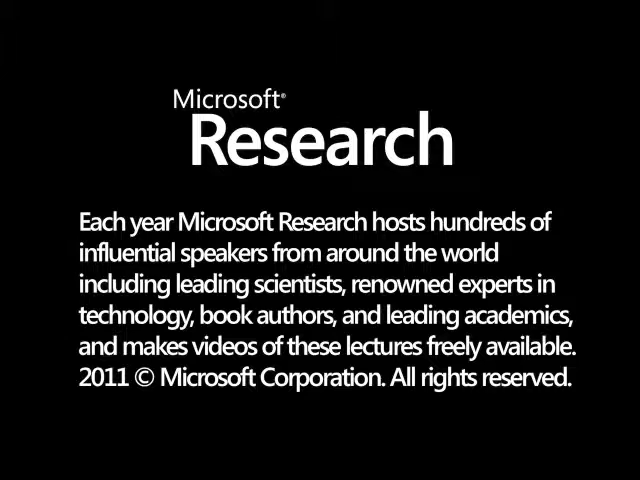 Microsoft®
Research
Each year Microsoft Research hosts hundreds of
influential speakers from around the world
including leading scientists, renowned experts in
technology, book authors, and leading academics,
and makes videos of these lectures freely available.
2011 © Microsoft Corporation. All rights reserved.